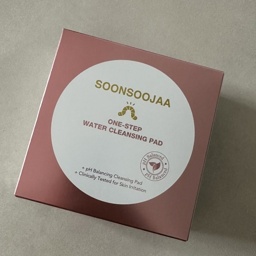 SOONSOOJAA
ONE-STEP
WATER CLEANSING PAD
+ pH Balancing Cleansing Pad
+ Clinically Tested for Skin Irritation